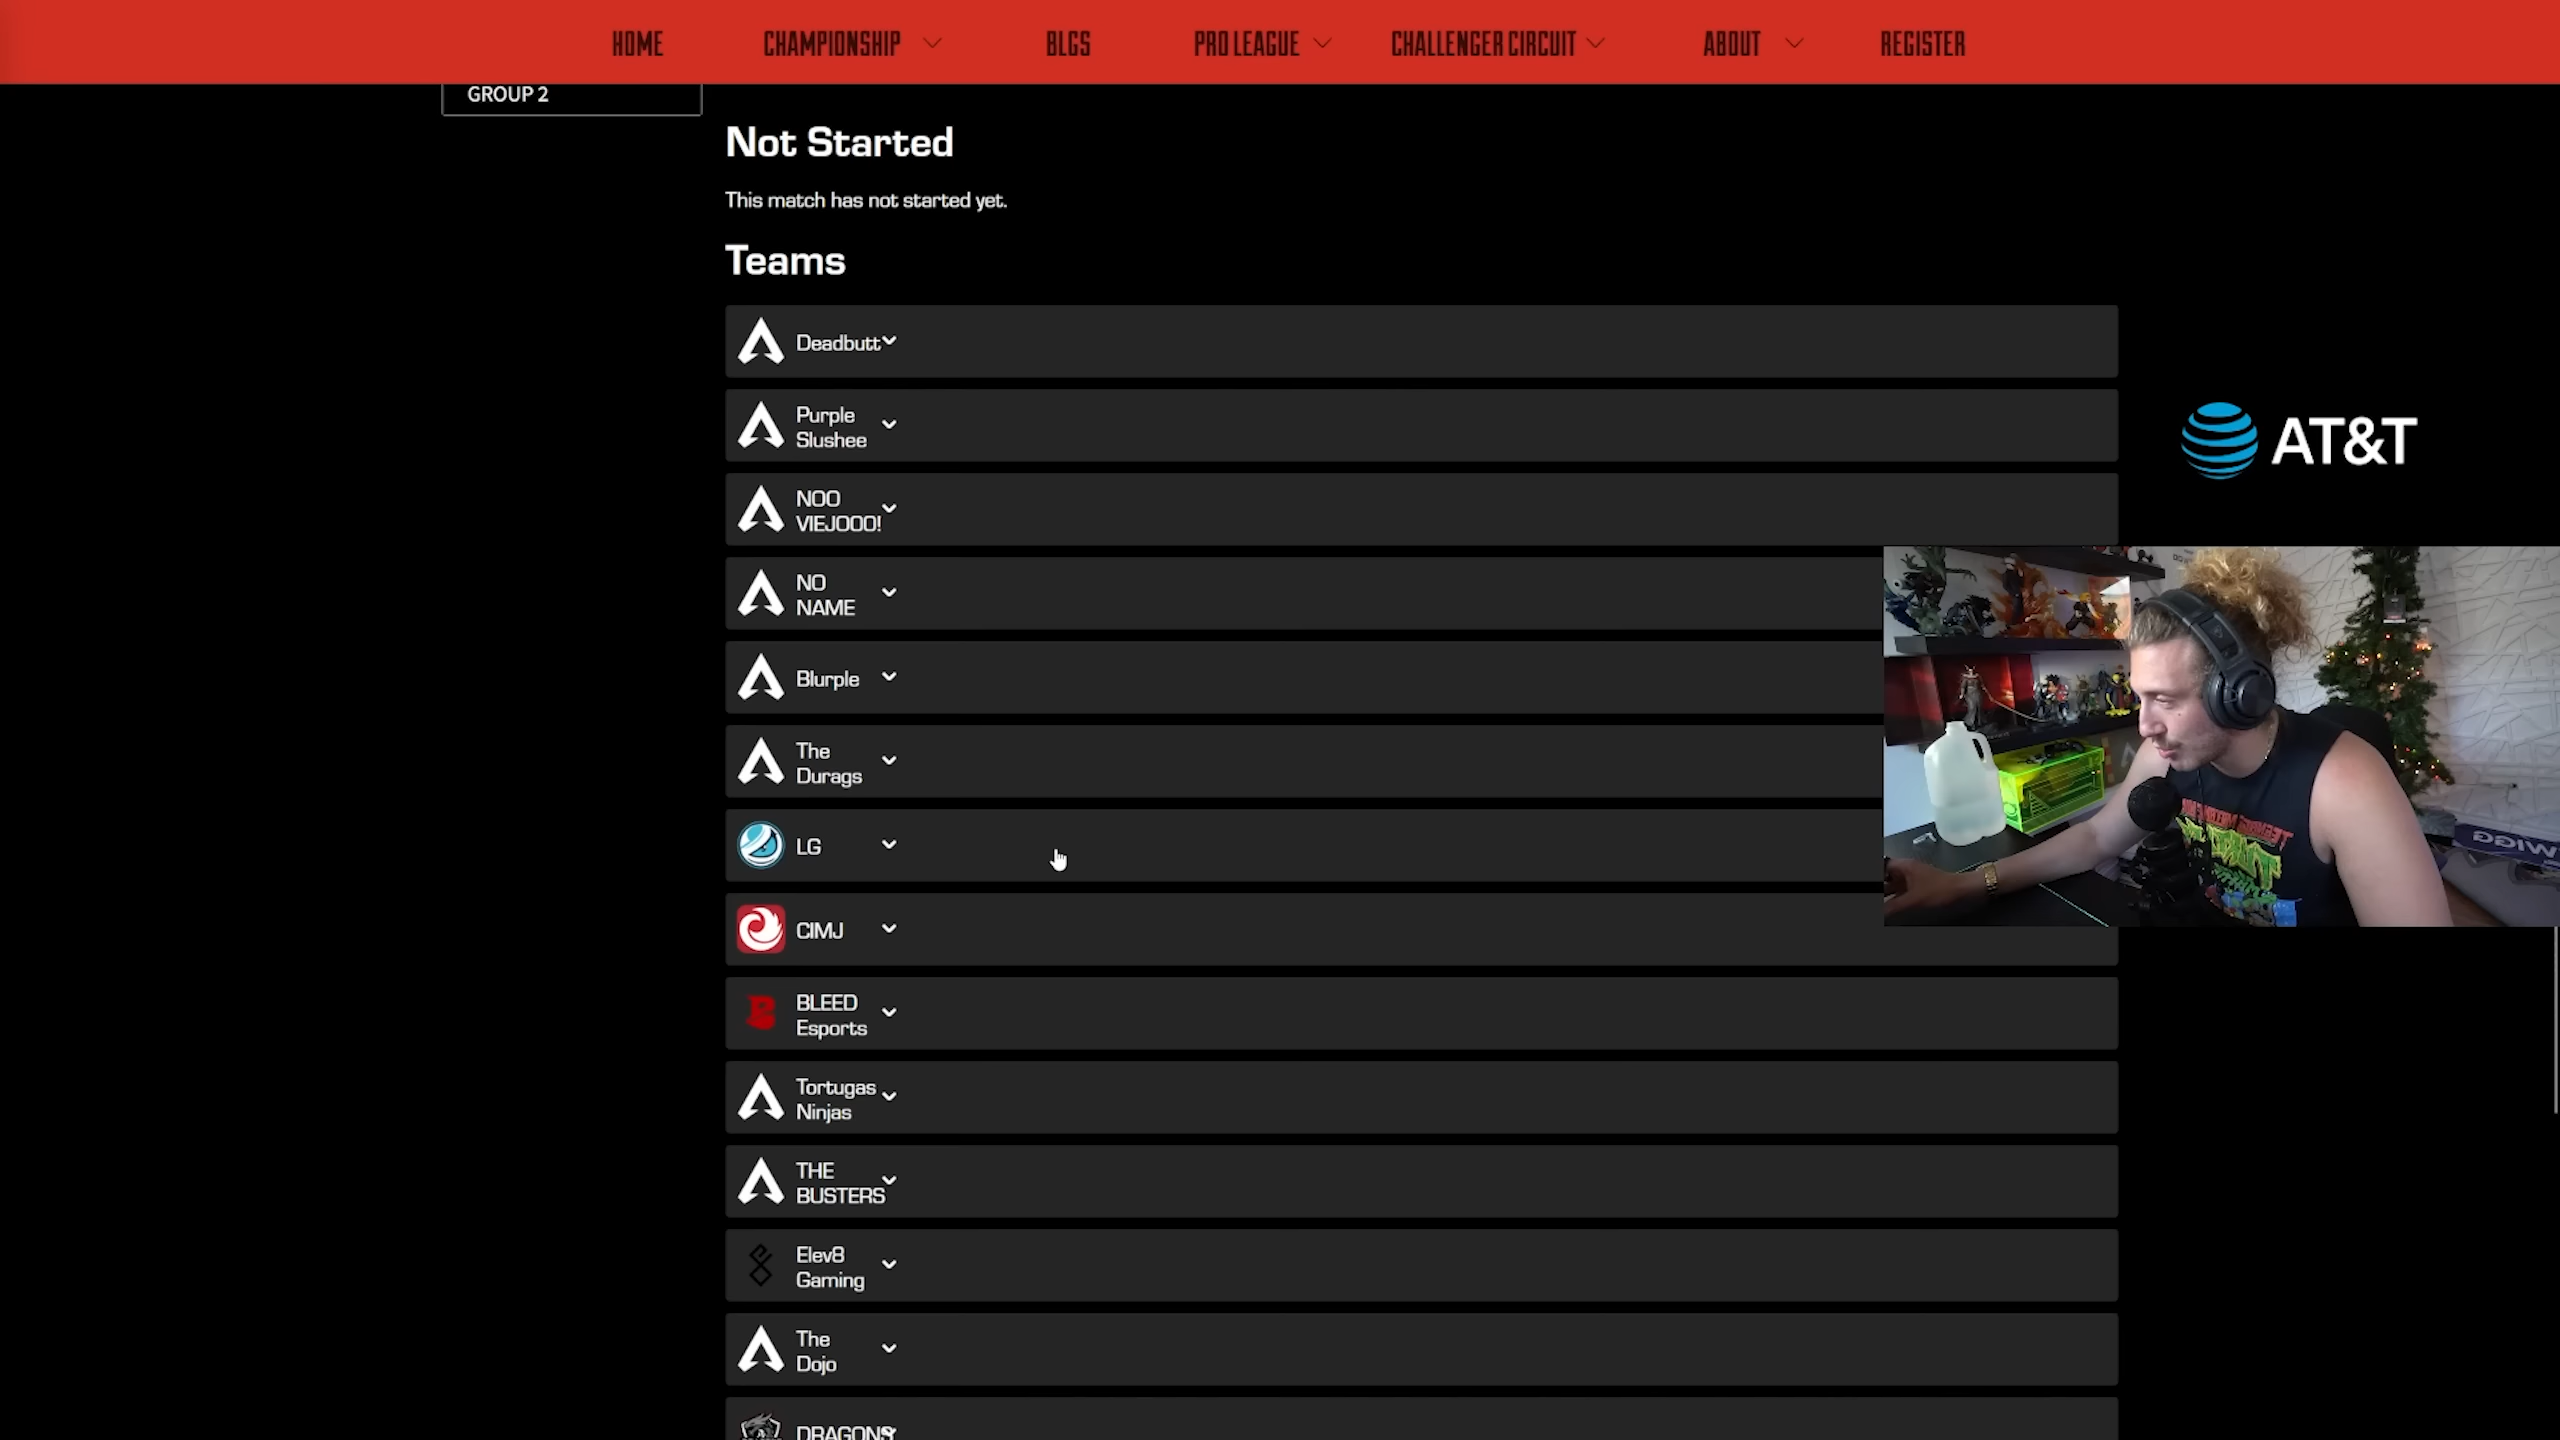 HOME CHAMPIONSHIP BLGS PRO LEAGUE CHALLENGER CIRCUIT ABOUT REGISTER
GROUP 2
Not Started
This match has not started yet.
Teams
Deadbutt
Purple
Slushee
AT&T
NOO
VIEJOOO!
NO
NAME
Blurple
The
Durags
LG
CIMJ
BLEED
Esports
Tortugas
Ninjas
THE
BUSTERS
Elev8
Gaming
The
Dojo
DRAGONS